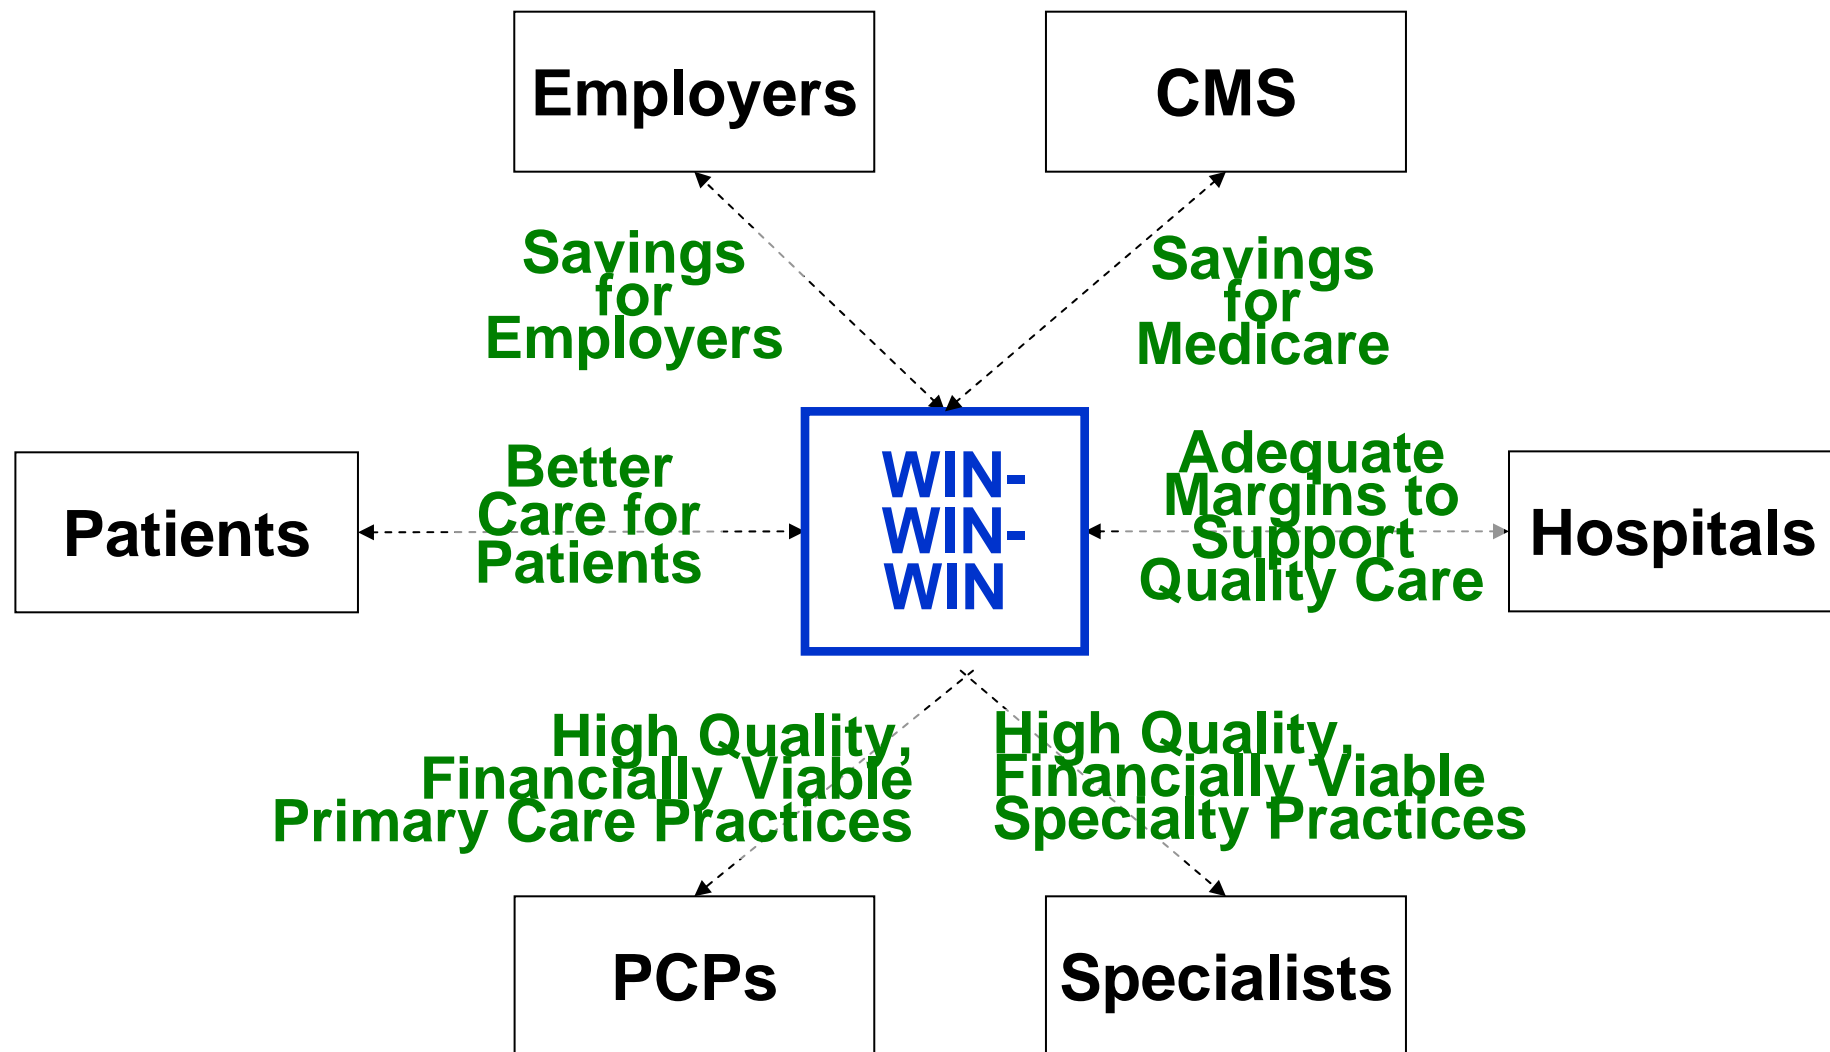 Employers
CMS
Savings
for
Employers
Savings
for
Medicare
Patients
Better
Care for
Patients
WIN-
WIN-
WIN
Adequate
Margins to
Support
Quality Care
Hospitals
High Quality,
Financially Viable
Primary Care Practices
High Quality,
Financially Viable
Specialty Practices
PCPs
Specialists